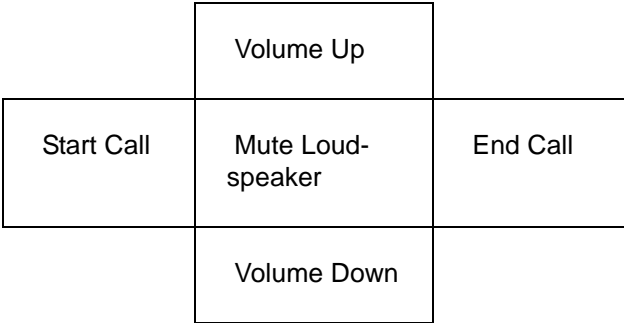 Volume Up
Start Call
Mute Loud-
speaker
End Call
Volume Down